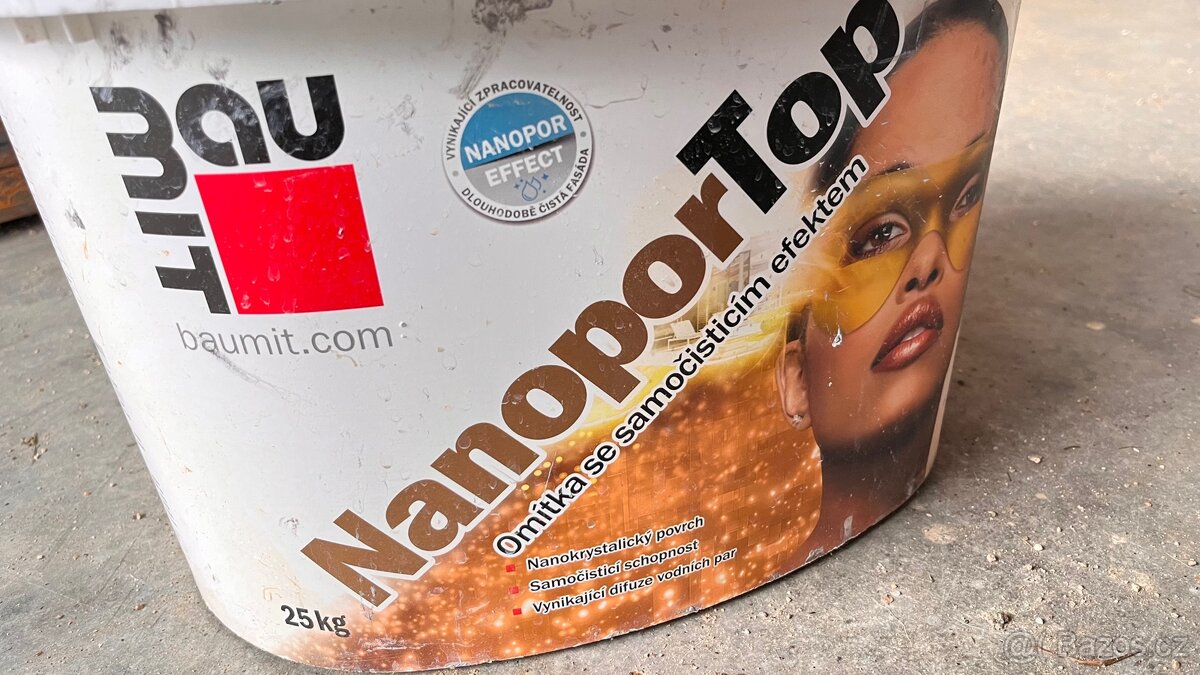 bauMIT
baumit.com
VYNIKAJÍCÍ ZPRACOVATELNOST
NANOPOR
EFFECT
DLOUHODOBĚ ČISTÁ FASÁDA
NanoporTop
Omítka se samočisticím efektem
Nanokrystalický povrch
Samočisticí schopnost
Vynikající difuze vodních par
25kg
@ Bazos.cz